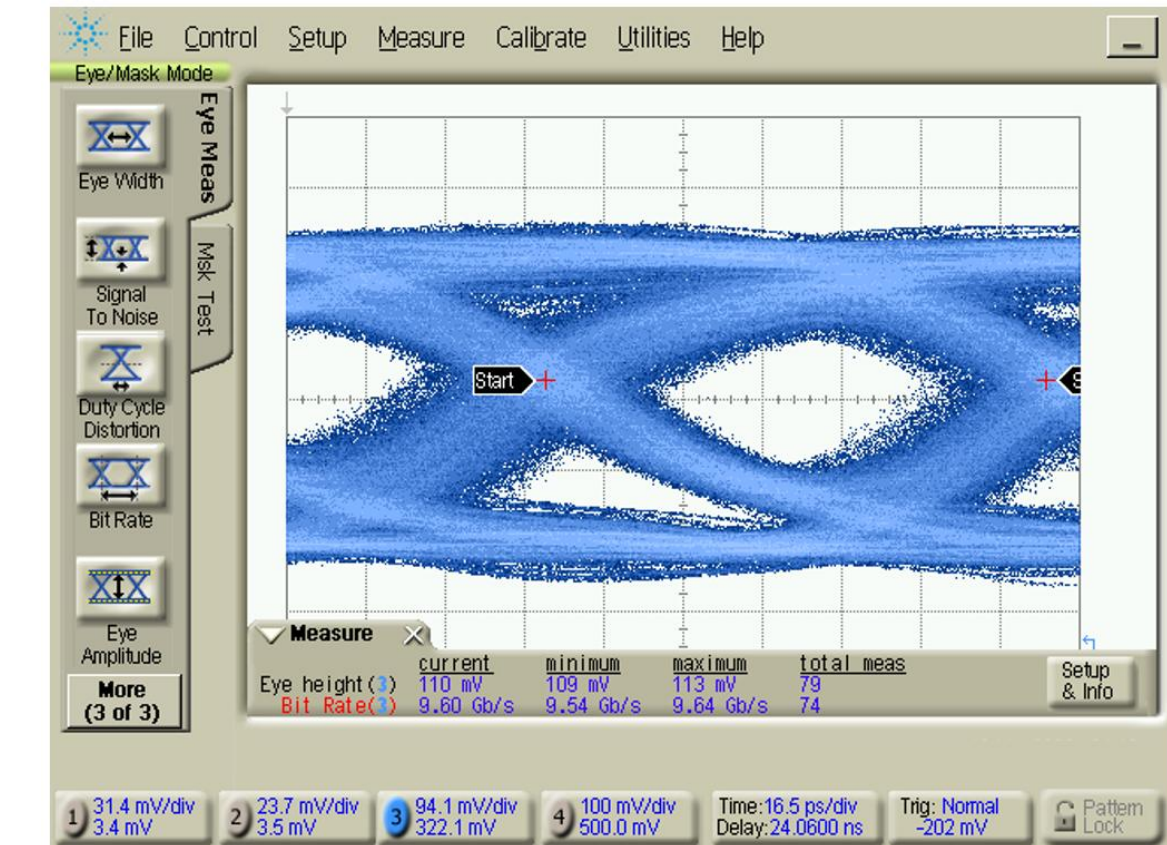 File Control Setup Measure Calibrate Utilities Help
Eye/Mask Mode
Eye Meas
Msk Test
Eye Width
Signal
To Noise
Duty Cycle
Distortion
Bit Rate
Eye
Amplitude
More
(3 of 3)
Start
S
Measure
current minimum maximum total meas
Eye height(3) 110 mV 109 mV 113 mV 79
Bit Rate(3) 9.60 Gb/s 9.54 Gb/s 9.64 Gb/s 74
Setup
& Info
1 31.4 mV/div
3.4 mV
2 23.7 mV/div
3.5 mV
3 94.1 mV/div
322.1 mV
4 100 mV/div
500.0 mV
Time:16.5 ps/div
Delay:24.0600 ns
Trig: Normal
-202 mV
Pattern
Lock